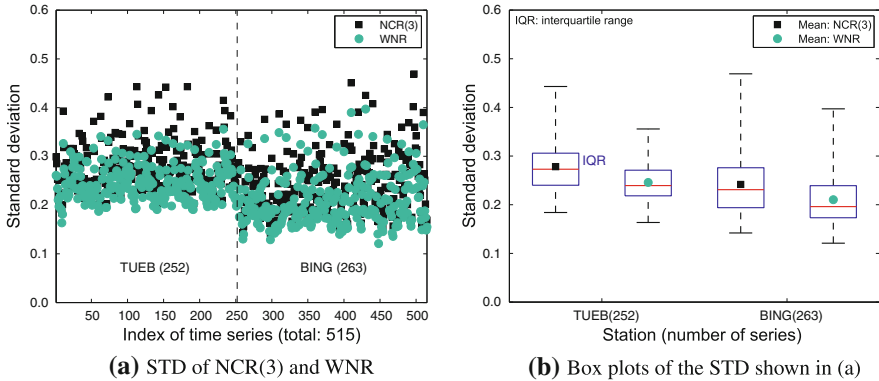 0.6
0.5
0.4
0.3
0.2
0.1
0.0
Standard deviation
NCR(3)
WNR
TUEB (252)
BING (263)
50 100 150 200 250 300 350 400 450 500
Index of time series (total: 515)
(a) STD of NCR(3) and WNR
0.6
0.5
0.4
0.3
0.2
0.1
0.0
Standard deviation
IQR: interquartile range
Mean: NCR(3)
Mean: WNR
IQR
TUEB(252)
BING(263)
Station (number of series)
(b) Box plots of the STD shown in (a)